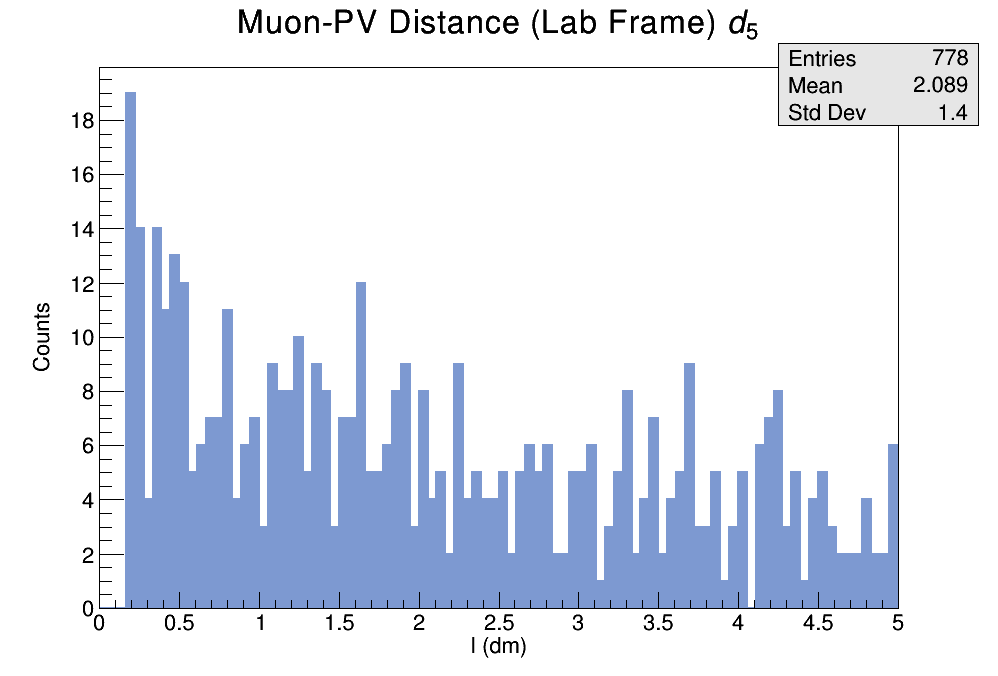 Muon-PV Distance (Lab Frame) d5
Entries 778
Mean 2.089
Std Dev 1.4
18
16
14
12
10
8
6
4
2
0
Counts
0 0.5 1 1.5 2 2.5 3 3.5 4 4.5 5
l (dm)